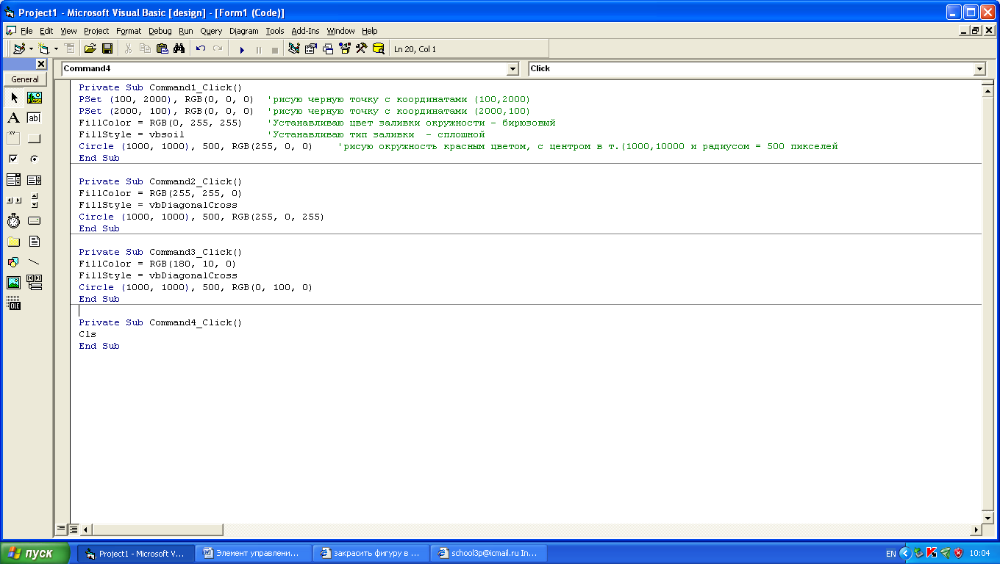 Project1 - Microsoft Visual Basic [design] - [Form1 (Code)]
File Edit View Project Format Debug Run Query Diagram Tools Add-Ins Window Help
Ln 20, Col 1
General
Command4 Click
A ab|
XY
OLE
Private Sub Command1_Click()
PSet (100, 2000), RGB(0, 0, 0) 'рисую черную точку с координатами (100,2000)
PSet (2000, 100), RGB(0, 0, 0) 'рисую черную точку с координатами (2000,100)
FillColor = RGB(0, 255, 255) 'Устанавливаю цвет заливки окружности - бирюзовый
FillStyle = vbsoil 'Устанавливаю тип заливки - сплошной
Circle (1000, 1000), 500, RGB(255, 0, 0) 'рисую окружность красным цветом, с центром в т.(1000,10000 и радиусом = 500 пикселей
End Sub
Private Sub Command2_Click()
FillColor = RGB(255, 255, 0)
FillStyle = vbDiagonalCross
Circle (1000, 1000), 500, RGB(255, 0, 255)
End Sub
Private Sub Command3_Click()
FillColor = RGB(180, 10, 0)
FillStyle = vbDiagonalCross
Circle (1000, 1000), 500, RGB(0, 100, 0)
End Sub
Private Sub Command4_Click()
Cls
End Sub
пуск Project1 - Microsoft V... Элемент управлени... закрасить фигуру в ... school3p@icmail.ru In... EN 10:04